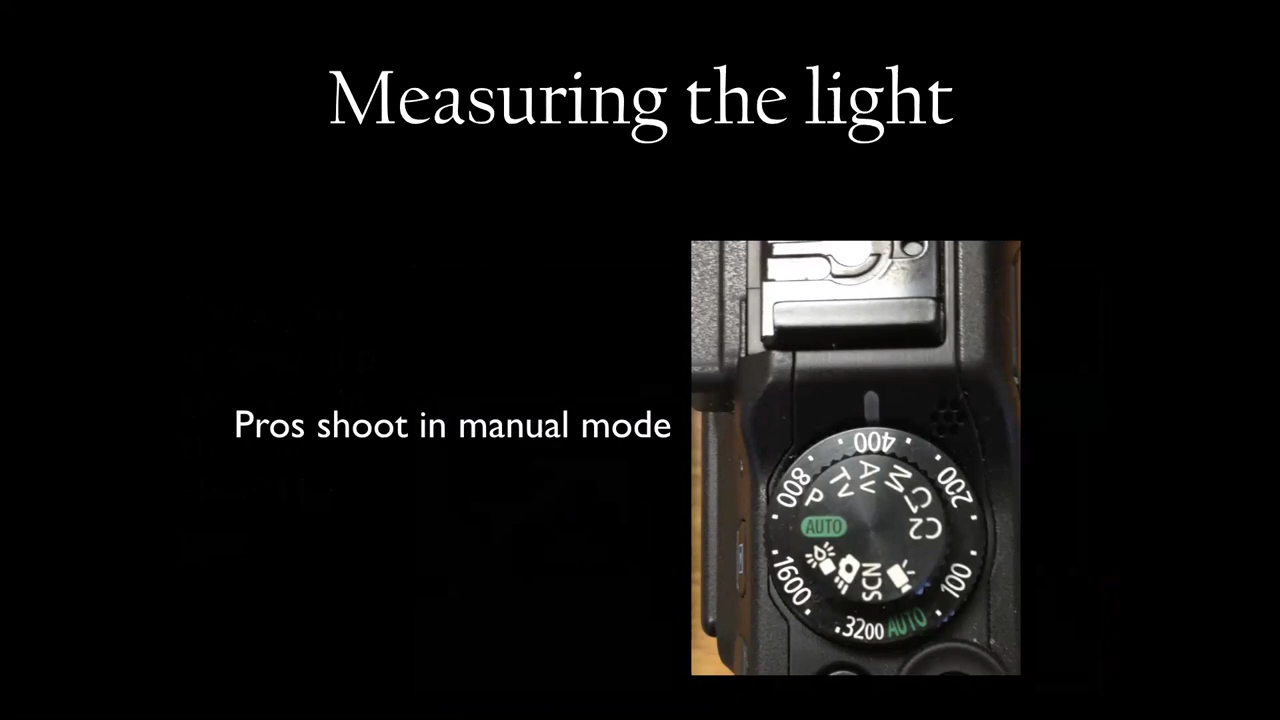 Measuring the light
Pros shoot in manual mode
400
200
100
AUTO
3200
1600
800
P
Tv
Av
M
C1
C2
SCN
AUTO